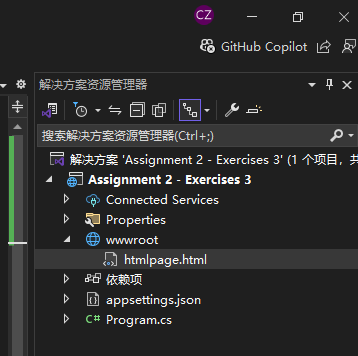 CZ
GitHub Copilot
解决方案资源管理器
搜索解决方案资源管理器(Ctrl+;)
解决方案 'Assignment 2 - Exercises 3' (1 个项目，共
Assignment 2 - Exercises 3
Connected Services
Properties
wwwroot
htmlpage.html
依赖项
appsettings.json
C# Program.cs